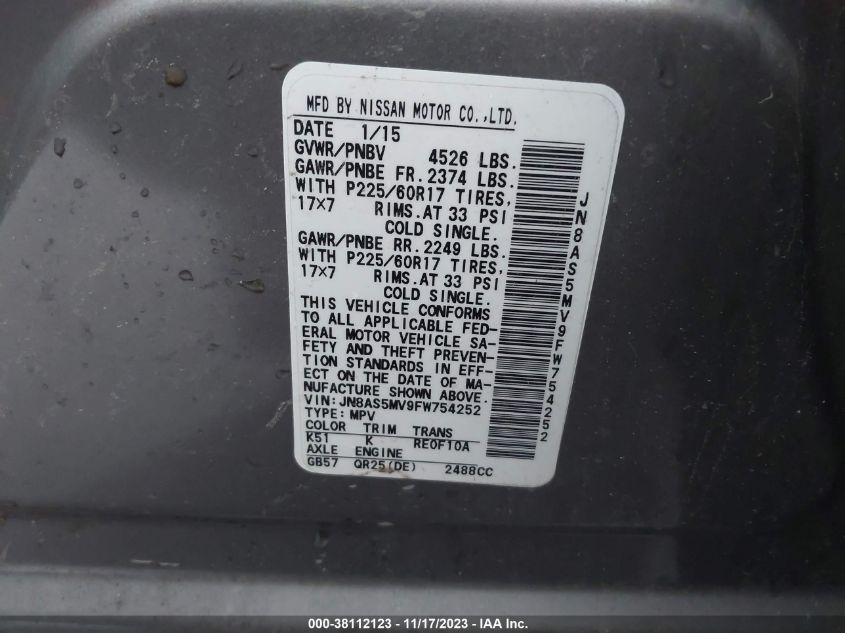 MFD BY NISSAN MOTOR CO.,LTD.
DATE 1/15
GVWR/PNBV 4526 LBS.
GAWR/PNBE FR. 2374 LBS.
WITH P225/60R17 TIRES,
17×7 RIMS.AT 33 PSI
COLD SINGLE.
GAWR/PNBE RR. 2249 LBS.
WITH P225/60R17 TIRES,
17×7 RIMS.AT 33 PSI
COLD SINGLE.
THIS VEHICLE CONFORMS
TO ALL APPLICABLE FED-
ERAL MOTOR VEHICLE SA-
FETY AND THEFT PREVEN-
TION STANDARDS IN EFF-
ECT ON THE DATE OF MA-
NUFACTURE SHOWN ABOVE.
VIN:JN8AS5MV9FW754252
TYPE:MPV
COLOR TRIM TRANS
K51 K RE0F10A
AXLE ENGINE
GB57 QR25(DE) 2488CC
JN8AS5MV9FW754252
000-38112123 - 11/17/2023 - IAA Inc.